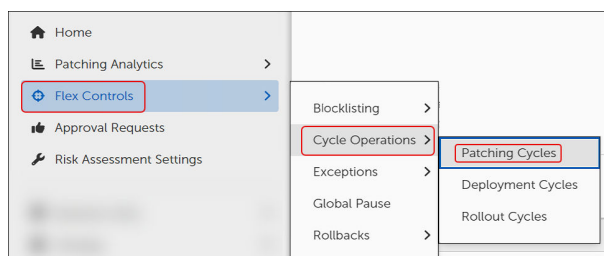 Home
Patching Analytics
Flex Controls
Approval Requests
Risk Assessment Settings
Blocklisting
Cycle Operations
Exceptions
Global Pause
Rollbacks
Patching Cycles
Deployment Cycles
Rollout Cycles